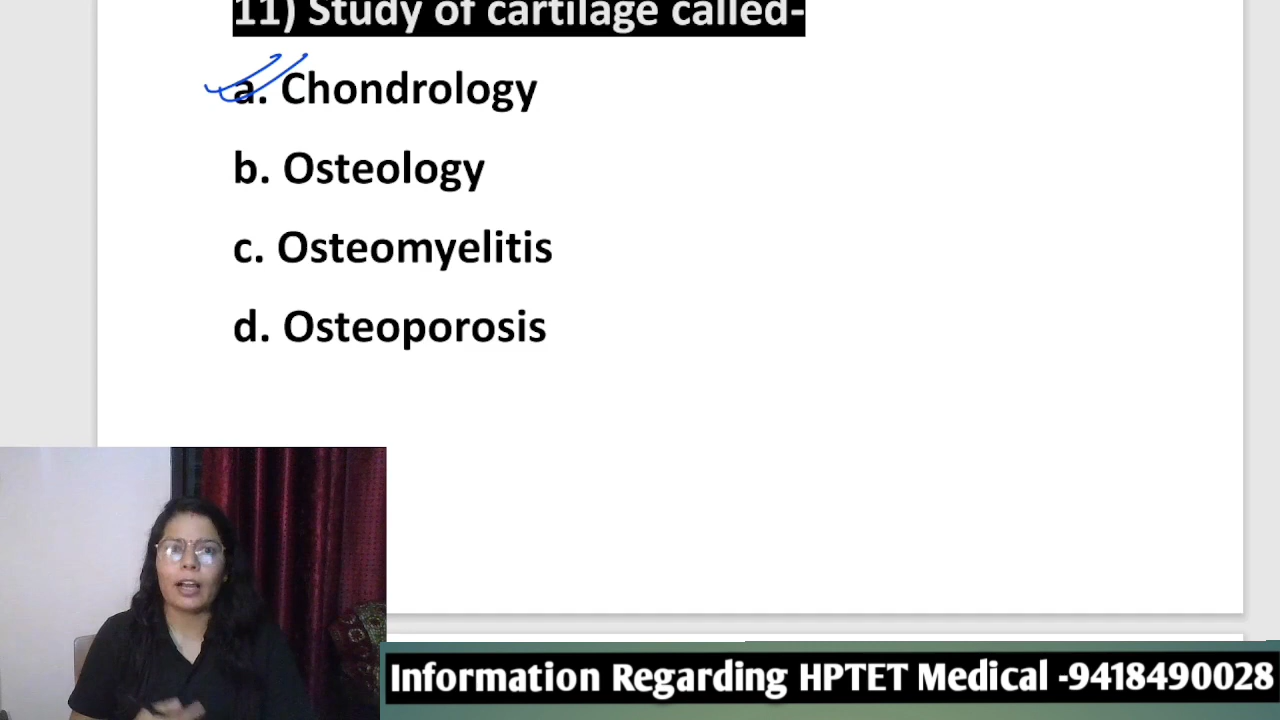 11) Study of cartilage called-
a. Chondrology
b. Osteology
c. Osteomyelitis
d. Osteoporosis
Information Regarding HPTET Medical -9418490028